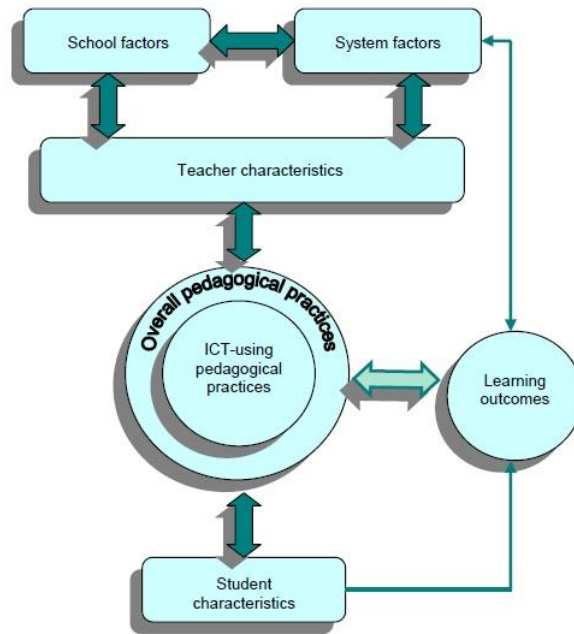 School factors
System factors
Teacher characteristics
Overall pedagogical practices
ICT-using
pedagogical
practices
Learning
outcomes
Student
characteristics